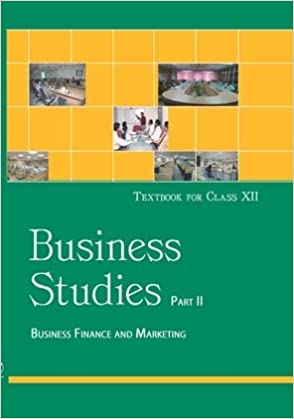 Textbook for Class XII
Business
Studies Part II
Business Finance and Marketing